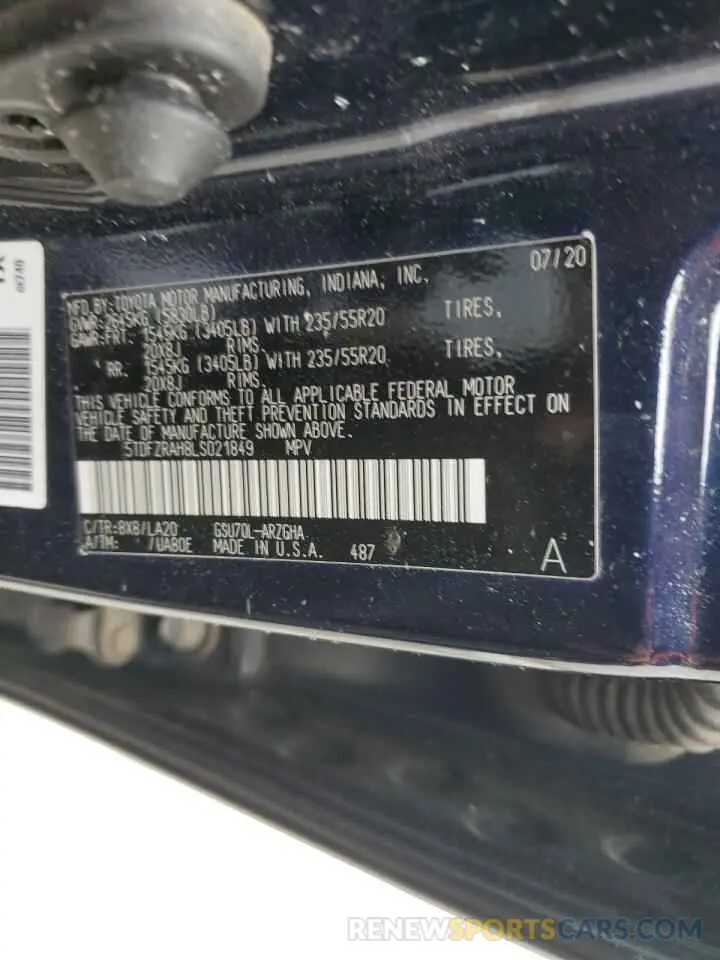 07/20
MFD.BY:TOYOTA MOTOR MANUFACTURING, INDIANA, INC.
GVWR:2645KG (5830LB)
GAWR:FRT. 1545KG (3405LB) WITH 235/55R20 TIRES,
20X8J RIMS.
RR. 1545KG (3405LB) WITH 235/55R20 TIRES,
20X8J RIMS.
THIS VEHICLE CONFORMS TO ALL APPLICABLE FEDERAL MOTOR
VEHICLE SAFETY AND THEFT PREVENTION STANDARDS IN EFFECT ON
THE DATE OF MANUFACTURE SHOWN ABOVE.
5TDFZRAH8LS021849 MPV
C/TR:8X8/LA20 GSU70L-ARZGHA
A/TM: /UA80E MADE IN U.S.A. 487
A
RENEWSPORTSCARS.COM